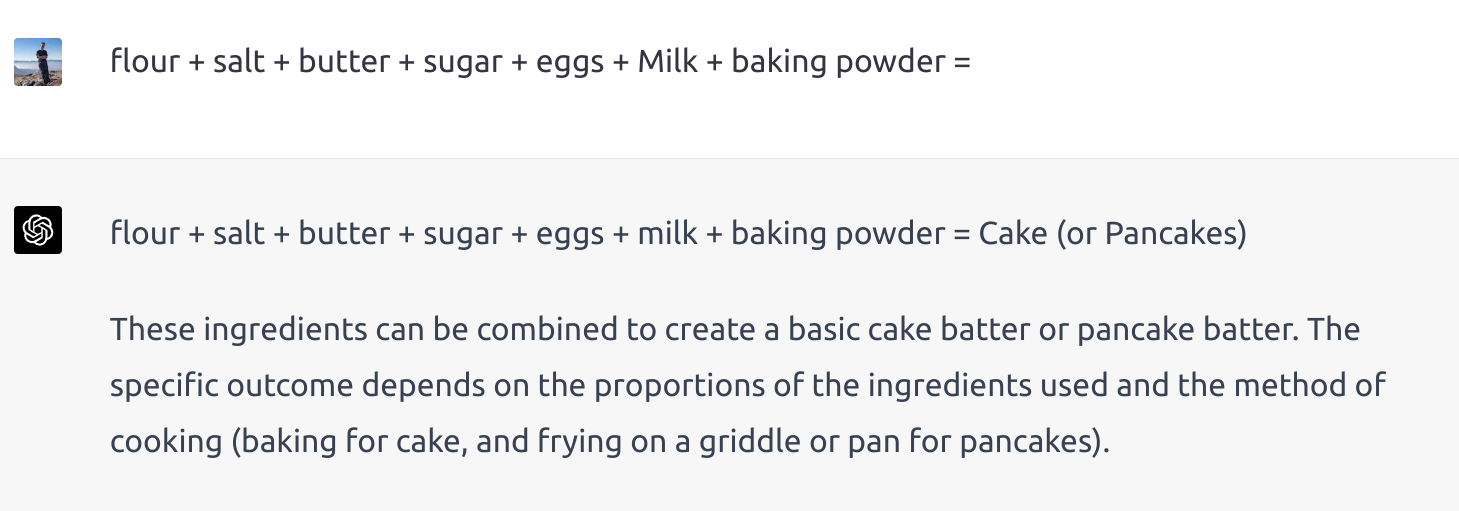 flour + salt + butter + sugar + eggs + Milk + baking powder =
flour + salt + butter + sugar + eggs + milk + baking powder = Cake (or Pancakes)
These ingredients can be combined to create a basic cake batter or pancake batter. The
specific outcome depends on the proportions of the ingredients used and the method of
cooking (baking for cake, and frying on a griddle or pan for pancakes).